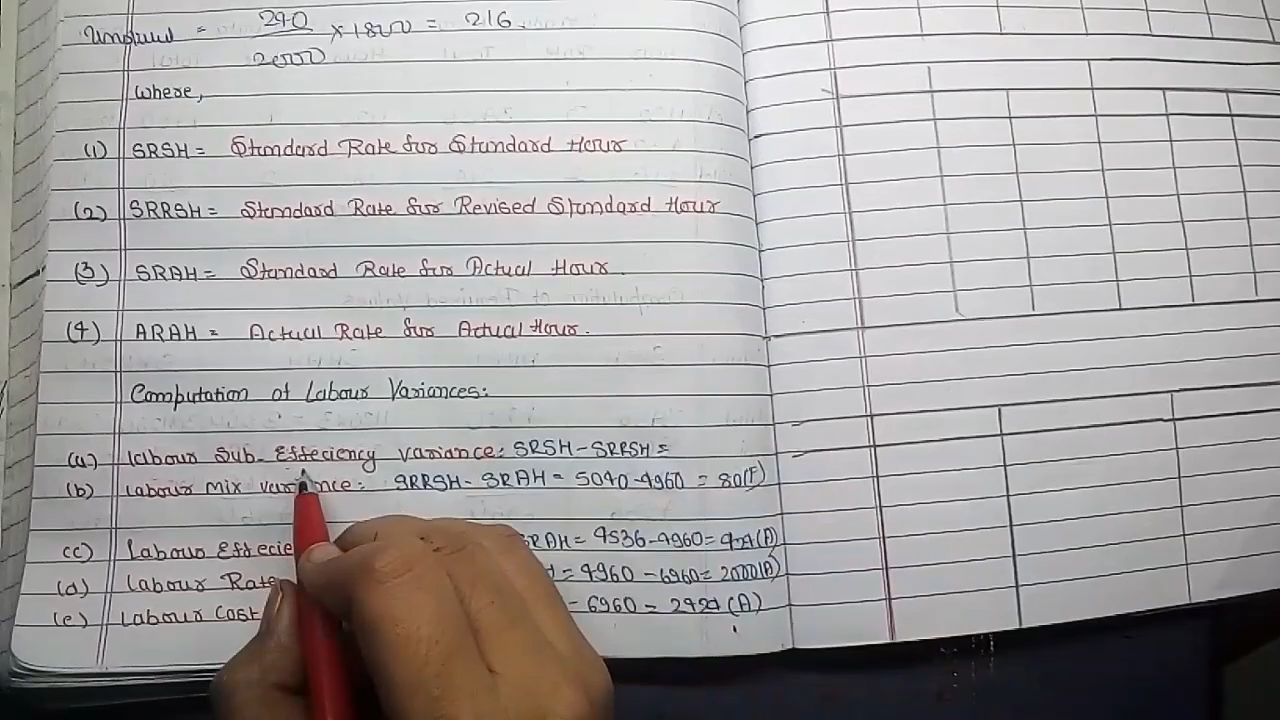 = 240 / 2000 × 1800 = 216.
Where,
(1) SRSH = Standard Rate for Standard Hour
(2) SRRSH = Standard Rate for Revised Standard Hour
(3) SRAH = Standard Rate for Actual Hour.
(4) ARAH = Actual Rate for Actual Hour.
Computation of Labour Variances:
(a) Labour Sub-Effeciency Variance: SRSH - SRRSH =
(b) Labour Mix Variance: SRRSH - SRAH = 5040 - 4960 = 80(F)
(c) Labour Effecie SRAH = 4536 - 4960 = 424(A)
(d) Labour Rate = 4960 - 6960 = 2000(A)
(e) Labour Cost - 6960 = 2424 (A)